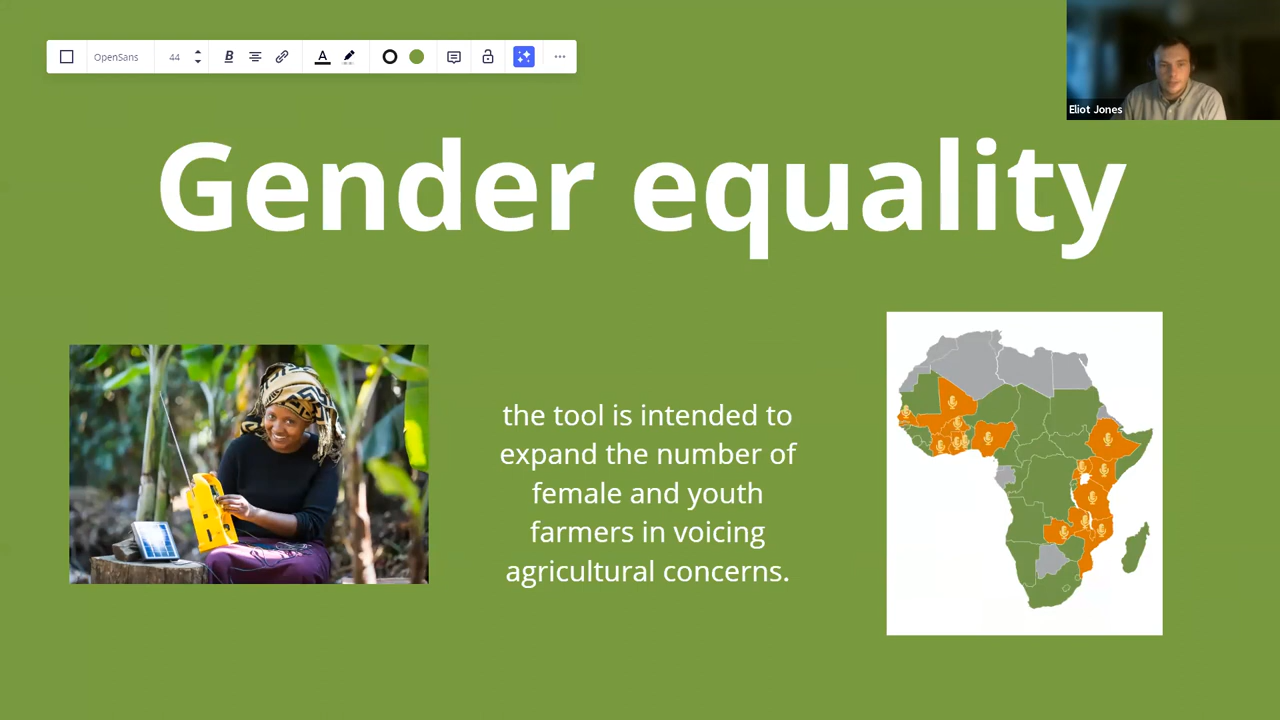 OpenSans 44 B A
Eliot Jones
Gender equality
the tool is intended to
expand the number of
female and youth
farmers in voicing
agricultural concerns.